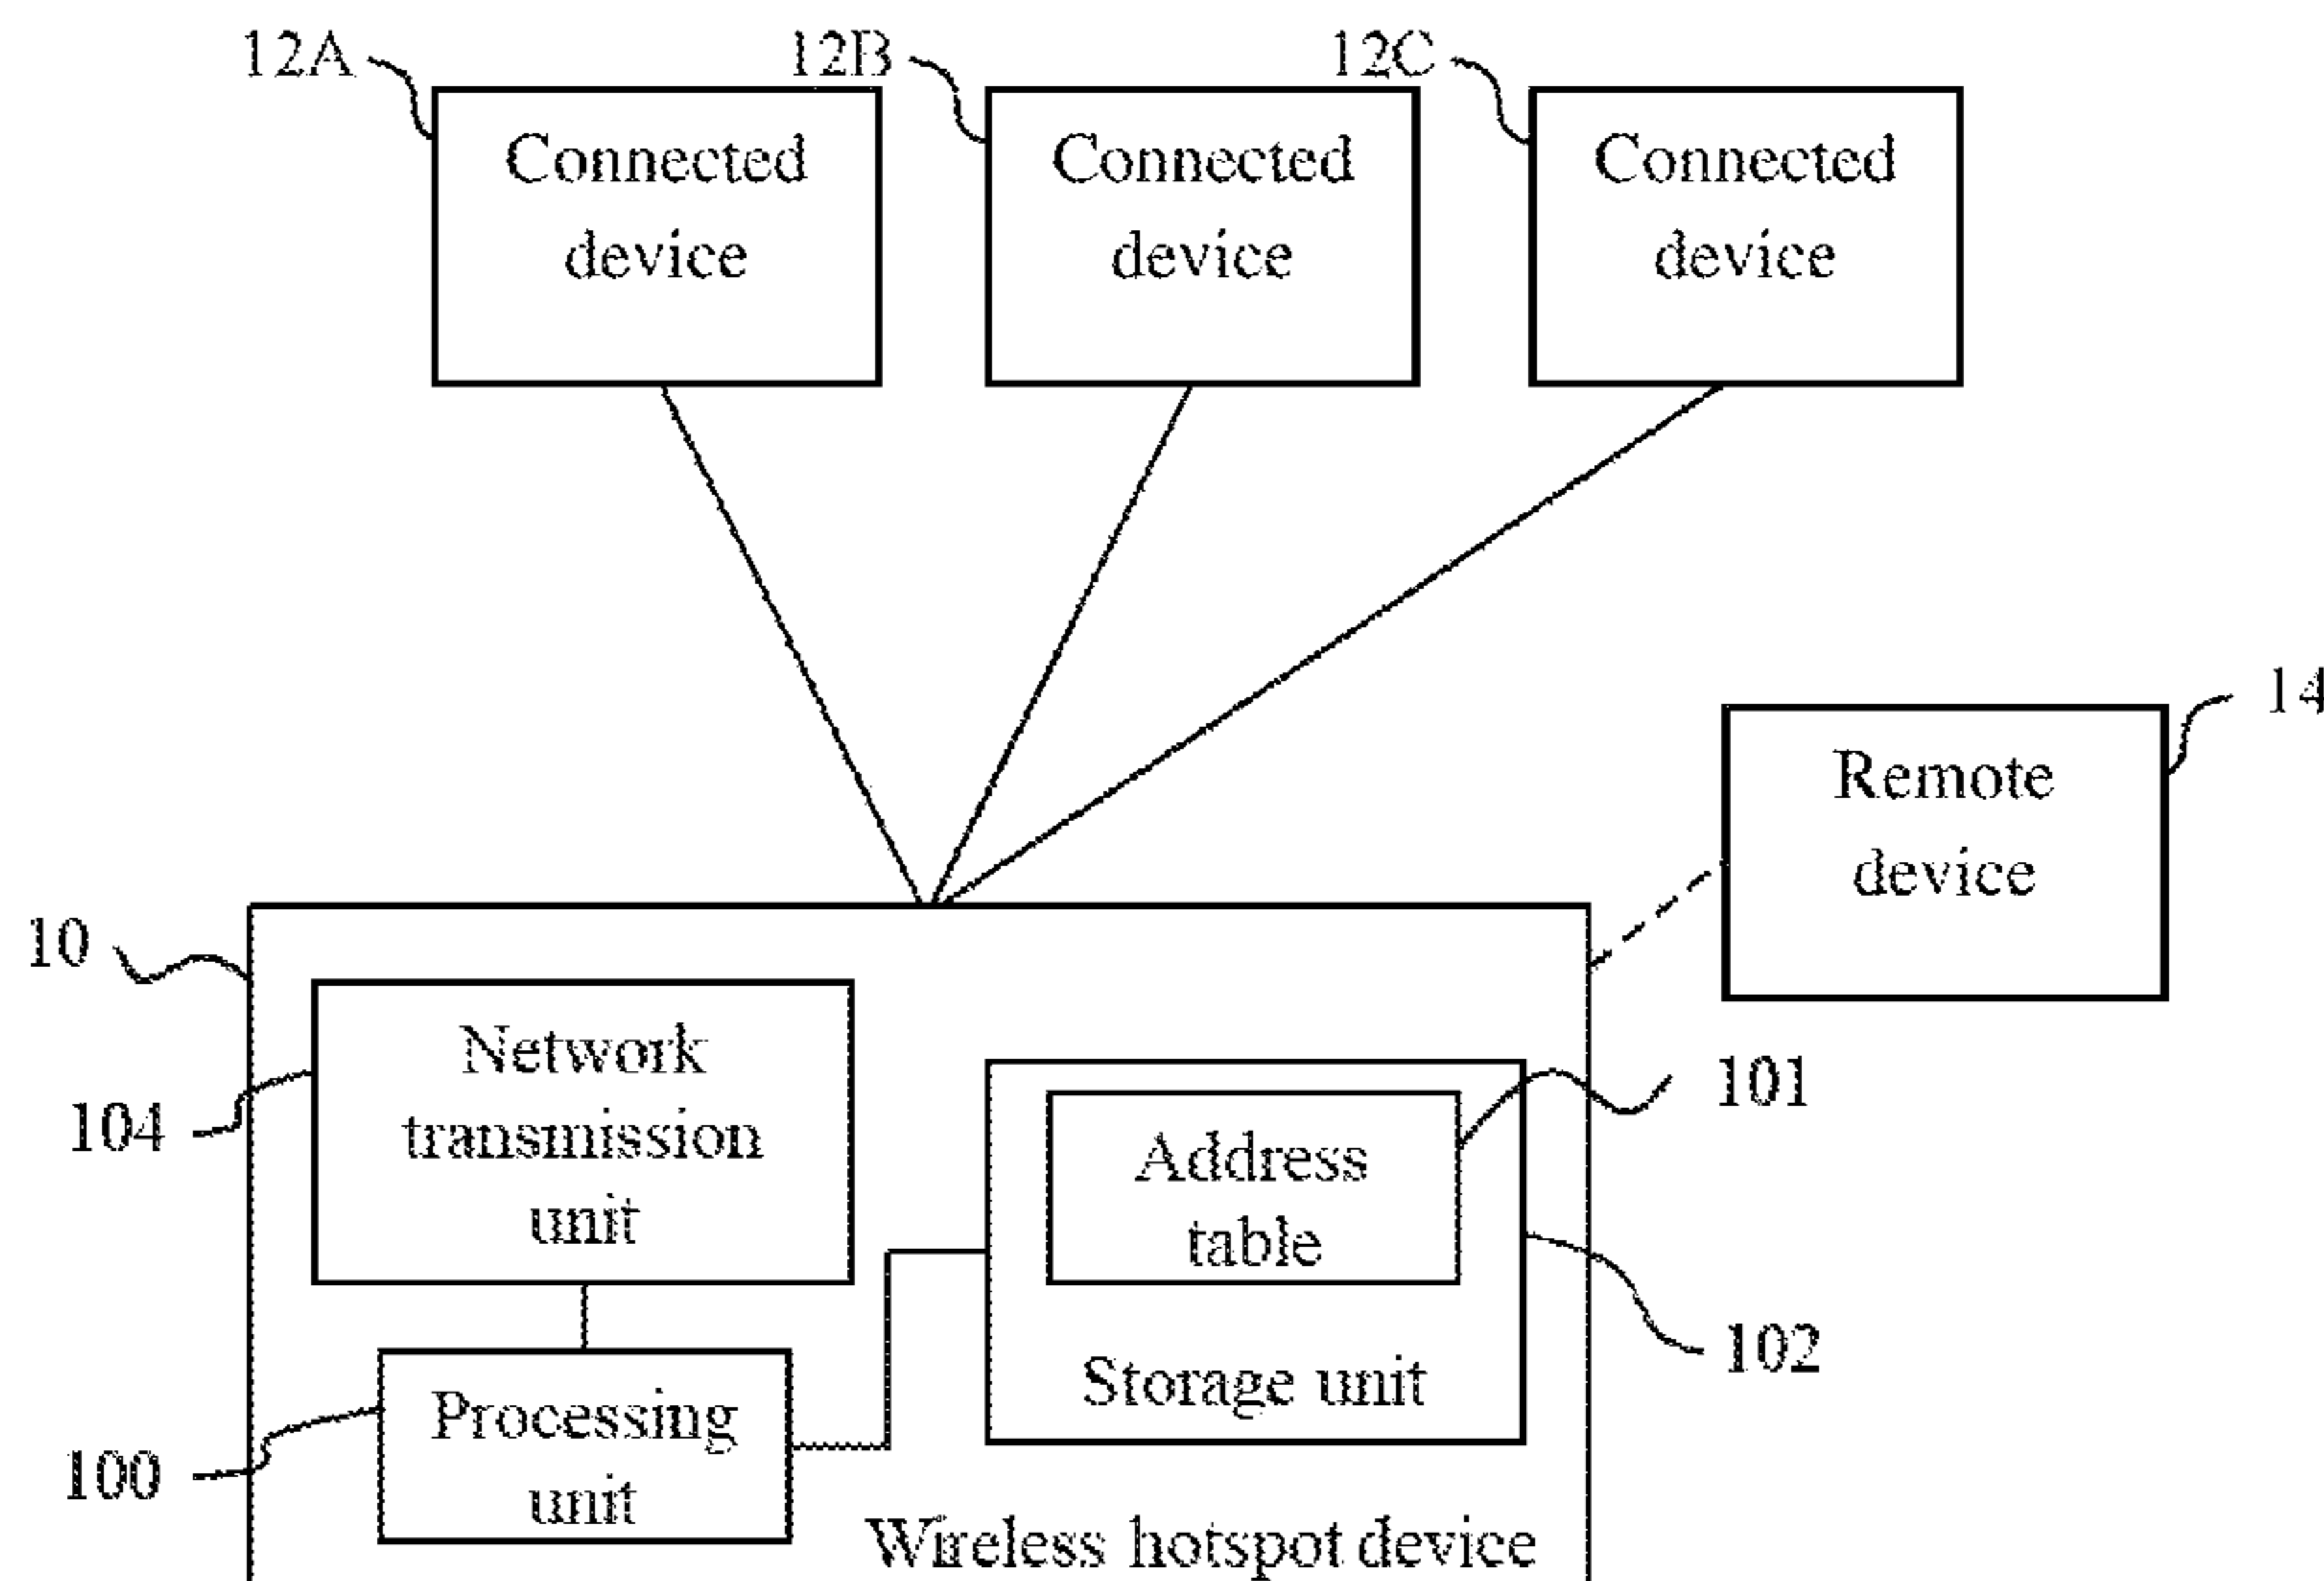 12A
12B
12C
Connected
device
Connected
device
Connected
device
14
Remote
device
10
Network
transmission
unit
104
101
Address
table
102
Storage unit
Processing
unit
100
Wireless hotspot device